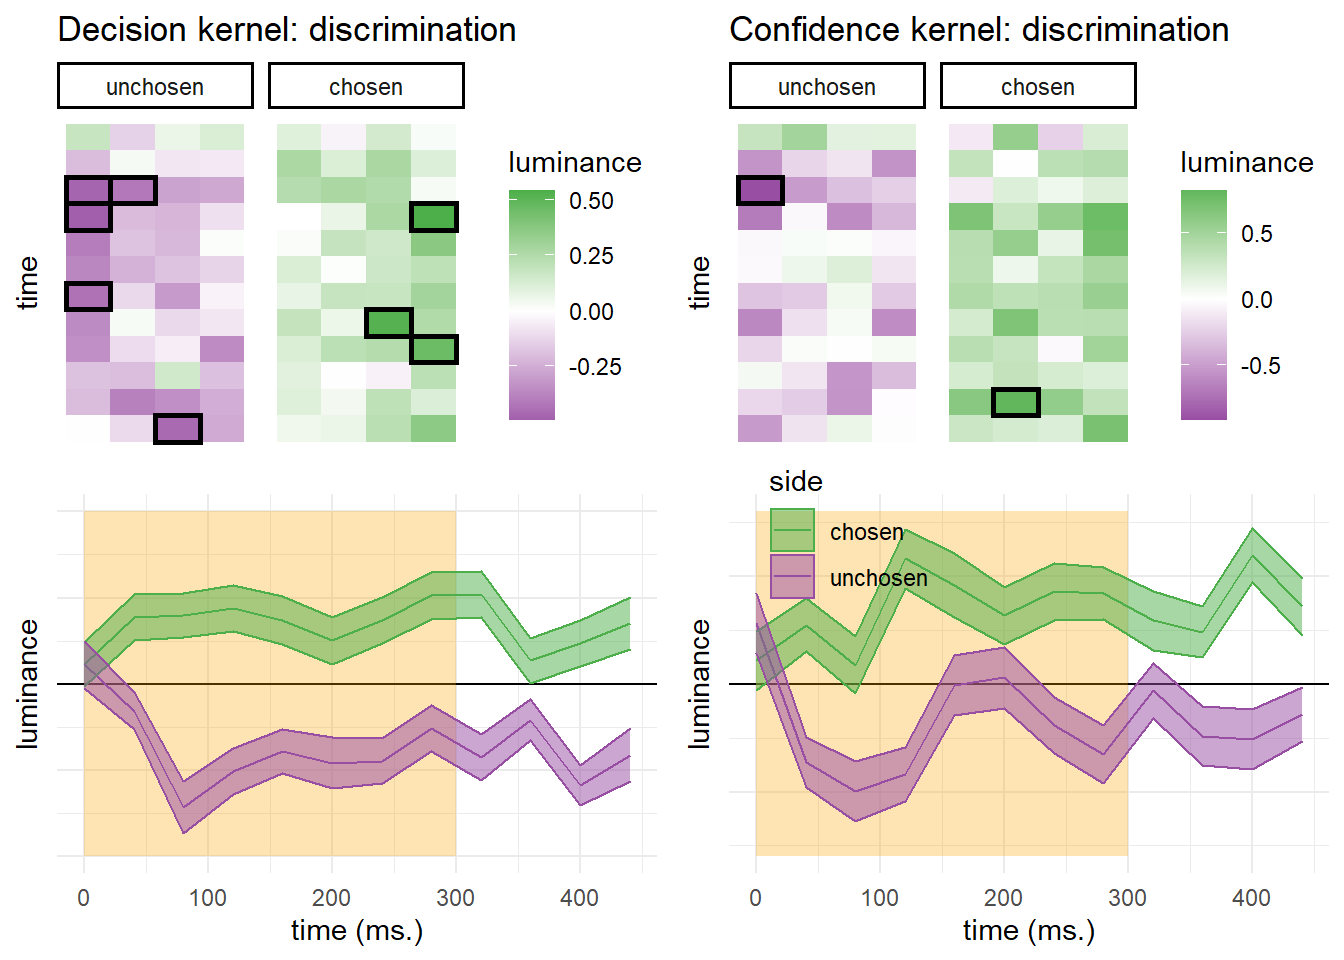 Decision kernel: discrimination
unchosen
chosen
time
luminance
0.50
0.25
0.00
-0.25
Confidence kernel: discrimination
unchosen
chosen
time
luminance
0.5
0.0
-0.5
luminance
0
100
200
300
400
time (ms.)
side
chosen
unchosen
luminance
0
100
200
300
400
time (ms.)